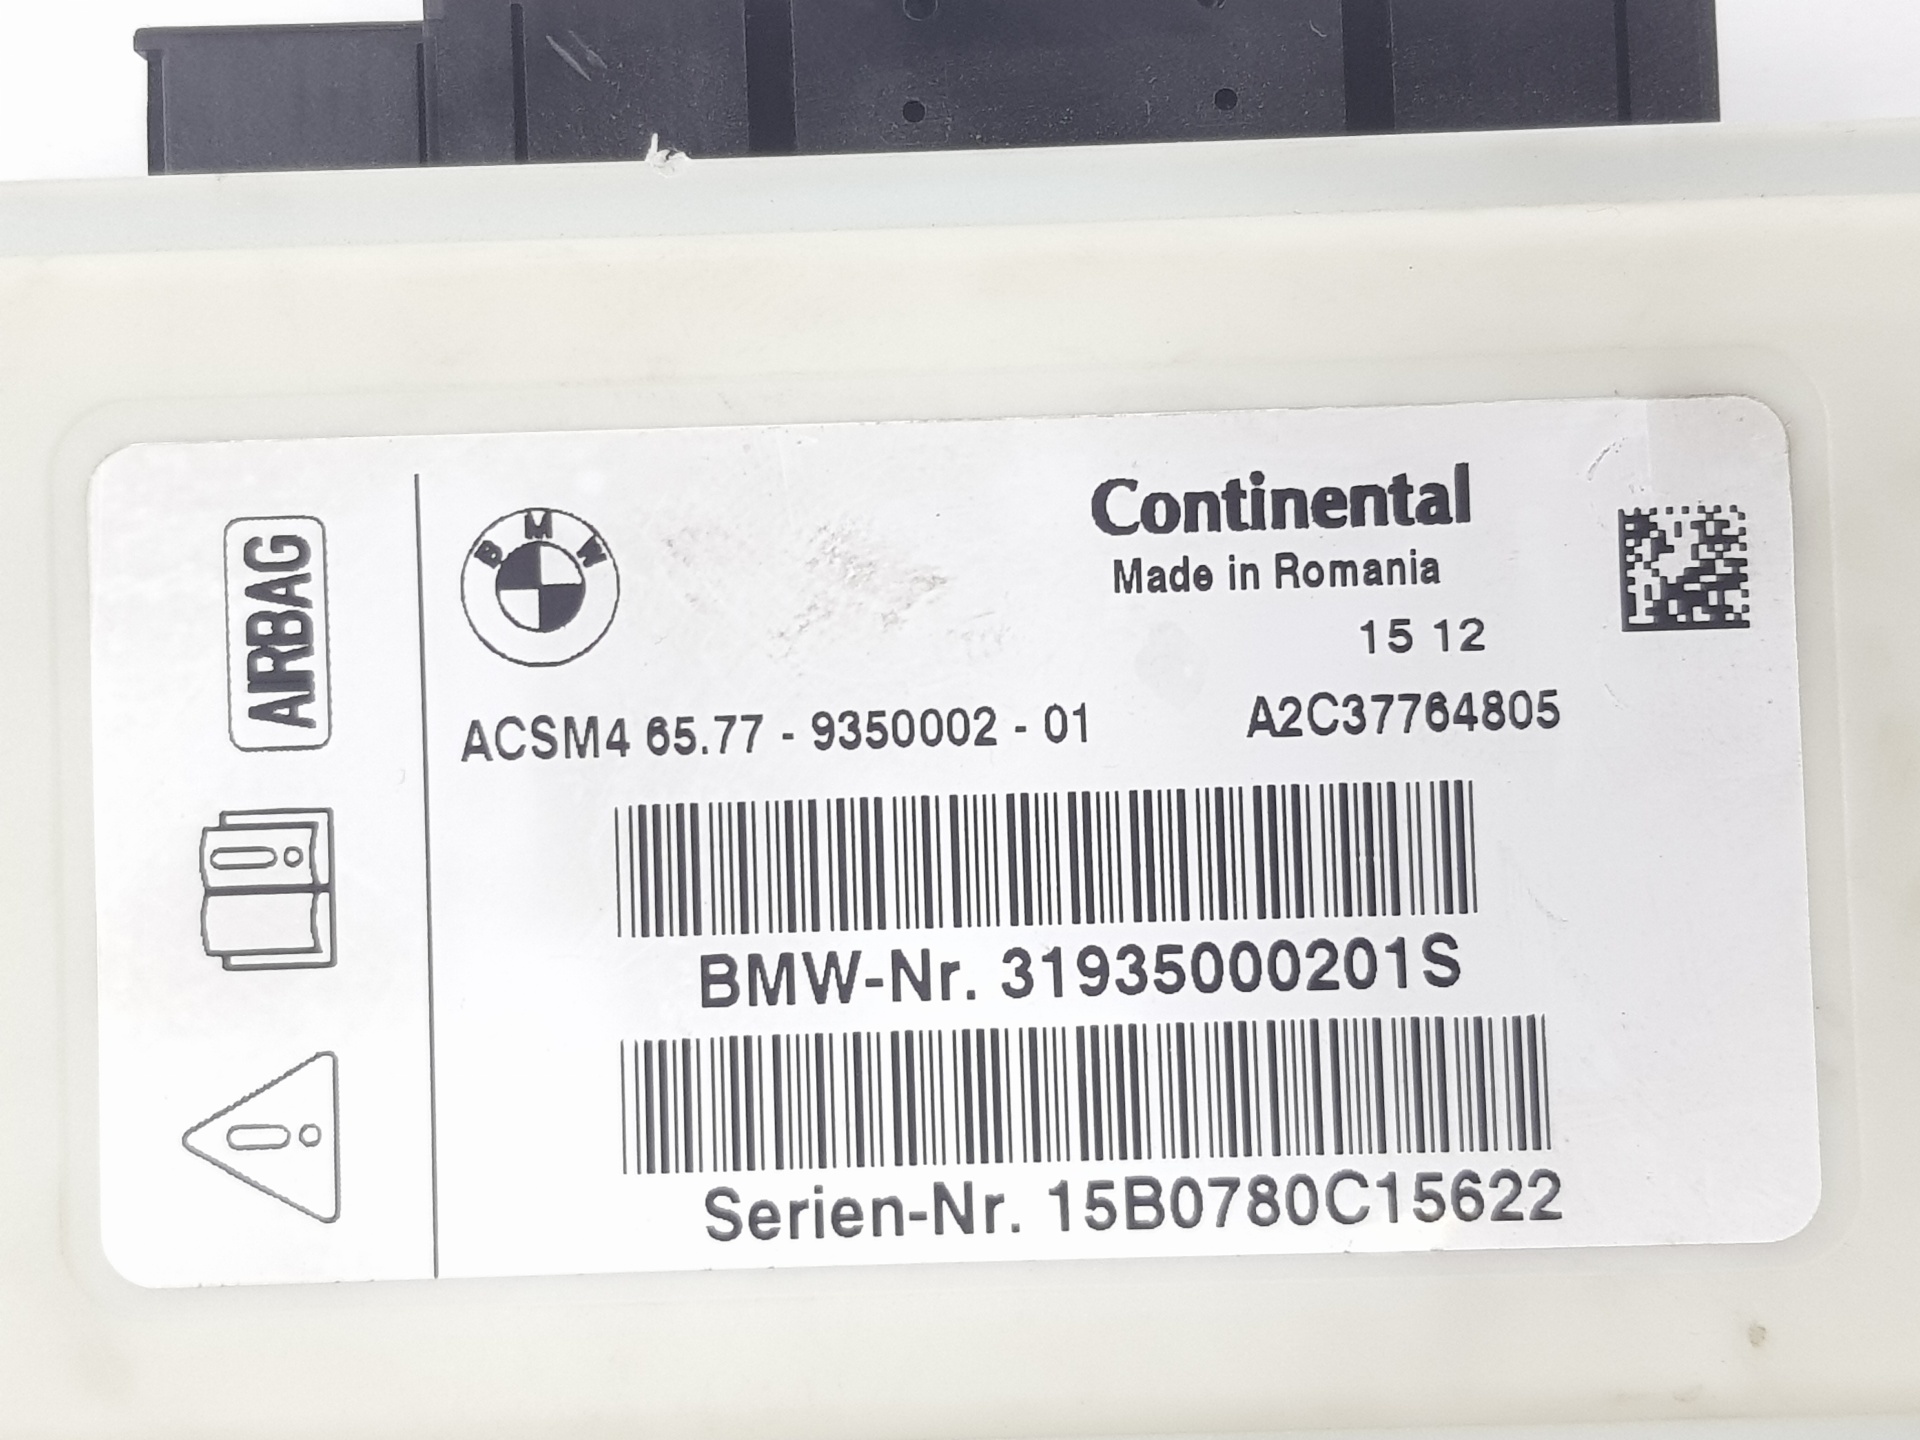 AIRBAG
BMW
Continental
Made in Romania
15 12
ACSM4 65.77 - 9350002 - 01 A2C37764805
BMW-Nr. 31935000201S
Serien-Nr. 15B0780C15622